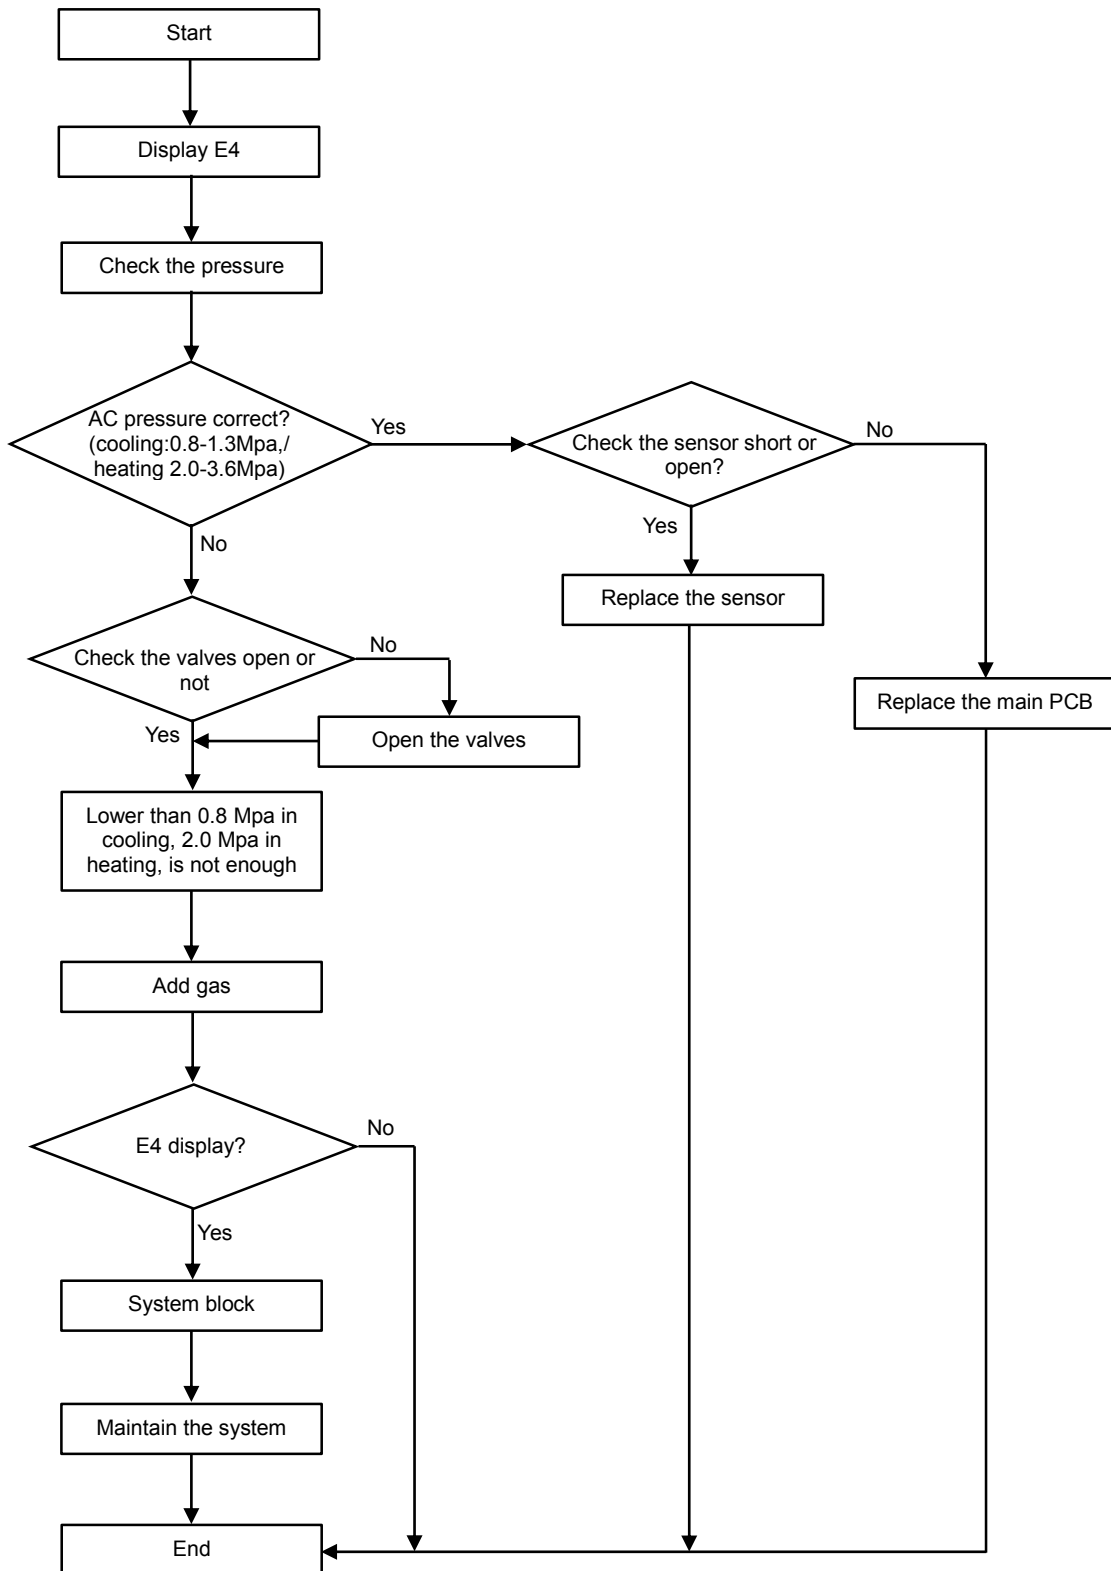 Start
Display E4
Check the pressure
AC pressure correct?
(cooling:0.8-1.3Mpa,/
heating 2.0-3.6Mpa)
Yes
No
Check the sensor short or
open?
No
Yes
Replace the sensor
Replace the main PCB
Check the valves open or
not
No
Yes
Open the valves
Lower than 0.8 Mpa in
cooling, 2.0 Mpa in
heating, is not enough
Add gas
E4 display?
No
Yes
System block
Maintain the system
End